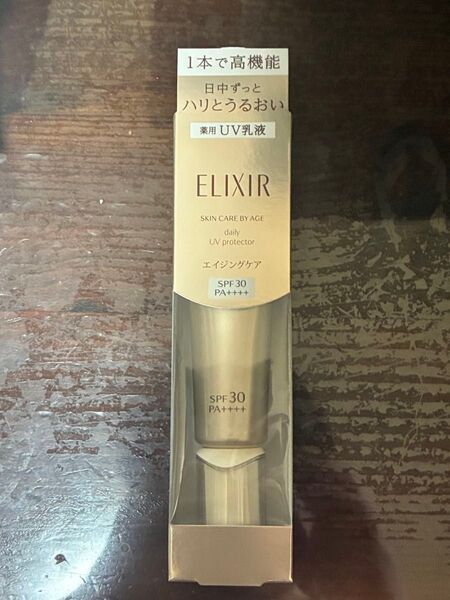 1本で高機能
日中ずっと
ハリとうるおい
薬用 UV乳液
ELIXIR
SKIN CARE BY AGE
daily
UV protector
エイジングケア
SPF 30
PA++++
SPF 30
PA++++